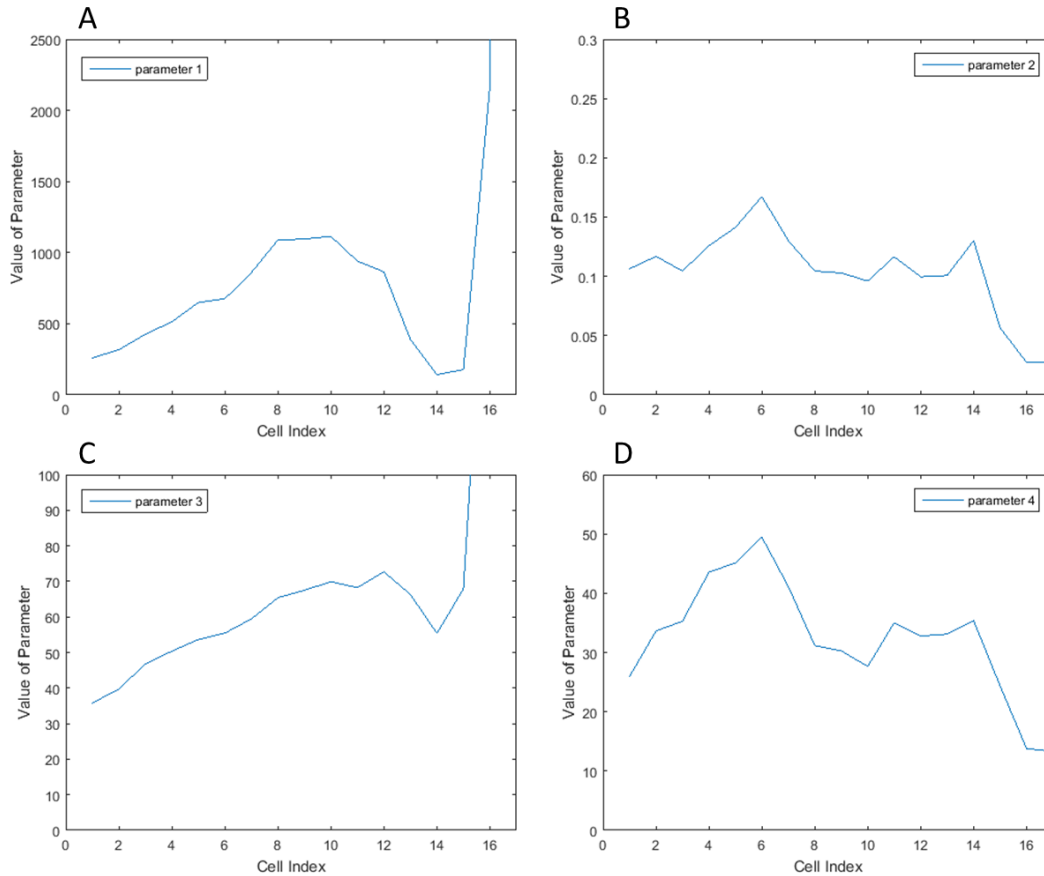 A
2500
2000
1500
1000
500
0
Value of Parameter
parameter 1
0 2 4 6 8 10 12 14 16
Cell Index
B
0.3
0.25
0.2
0.15
0.1
0.05
0
Value of Parameter
parameter 2
0 2 4 6 8 10 12 14 16
Cell Index
C
100
90
80
70
60
50
40
30
20
10
0
Value of Parameter
parameter 3
0 2 4 6 8 10 12 14 16
Cell Index
D
60
50
40
30
20
10
0
Value of Parameter
parameter 4
0 2 4 6 8 10 12 14 16
Cell Index